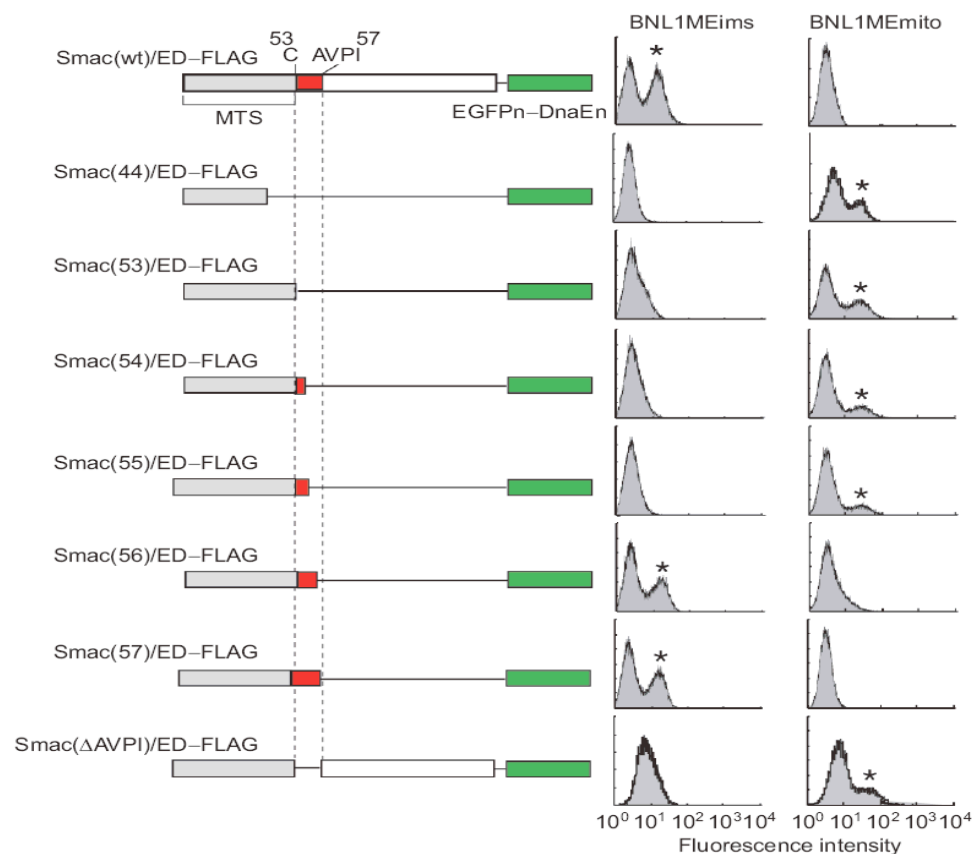 BNL1MEims BNL1MEmito
53 57
C AVPI
Smac(wt)/ED–FLAG
*
MTS
EGFPn–DnaEn
Smac(44)/ED–FLAG
*
Smac(53)/ED–FLAG
*
Smac(54)/ED–FLAG
*
Smac(55)/ED–FLAG
*
Smac(56)/ED–FLAG
*
Smac(57)/ED–FLAG
*
Smac(ΔAVPI)/ED–FLAG
*
10⁰ 10¹ 10² 10³ 10⁴ 10⁰ 10¹ 10² 10³ 10⁴
Fluorescence intensity